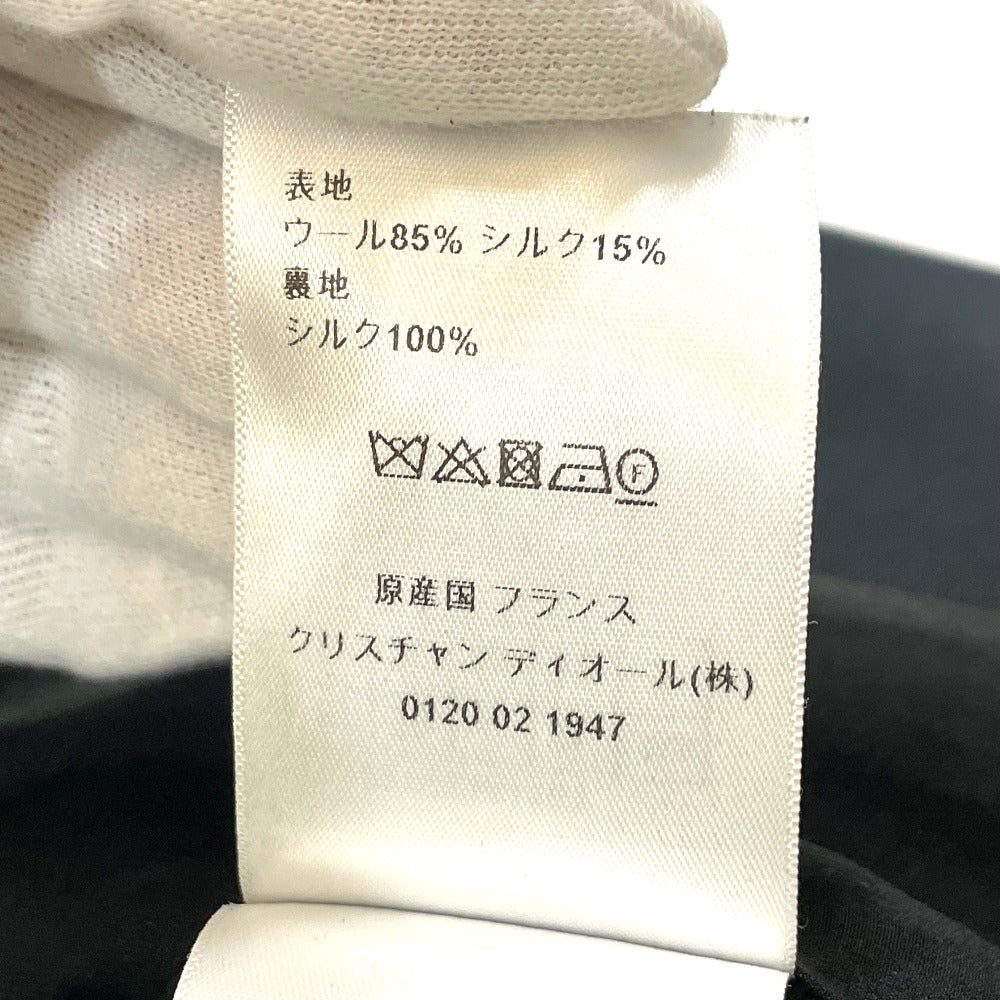 表地
ウール85% シルク15%
裏地
シルク100%
F
原産国 フランス
クリスチャン ディオール(株)
0120 02 1947